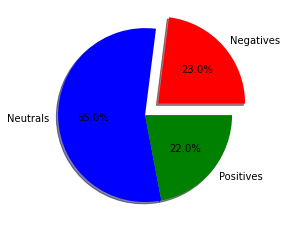 Negatives
23.0%
Neutrals
55.0%
22.0%
Positives